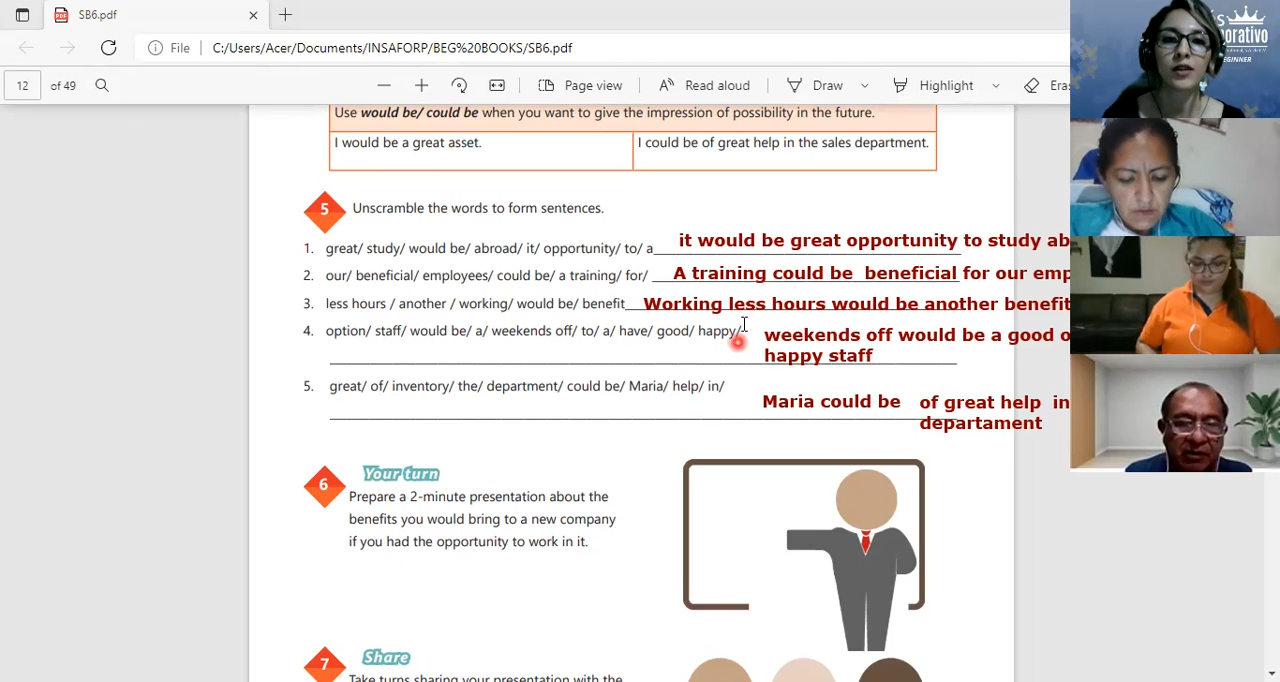 SB6.pdf
File C:/Users/Acer/Documents/INSAFORP/BEG%20BOOKS/SB6.pdf
12 of 49 Page view Read aloud Draw Highlight
Use would be/ could be when you want to give the impression of possibility in the future.
I would be a great asset. I could be of great help in the sales department.
5 Unscramble the words to form sentences.
1. great/ study/ would be/ abroad/ it/ opportunity/ to/ a it would be great opportunity to study
2. our/ beneficial/ employees/ could be/ a training/ for/ A training could be beneficial for our
3. less hours / another / working/ would be/ benefit Working less hours would be another benefit
4. option/ staff/ would be/ a/ weekends off/ to/ a/ have/ good/ happy/ weekends off would be a good
happy staff
5. great/ of/ inventory/ the/ department/ could be/ Maria/ help/ in/
Maria could be of great help in
departament
6 Your turn
Prepare a 2-minute presentation about the
benefits you would bring to a new company
if you had the opportunity to work in it.
7 Share
Take turns sharing your presentation with the